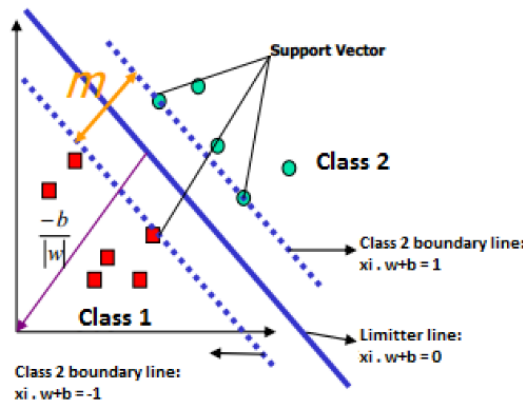 Support Vector
m
Class 2
-b
|w|
Class 2 boundary line:
xi . w+b = 1
Class 1
Limitter line:
xi . w+b=0
Class 2 boundary line:
xi . w+b = -1